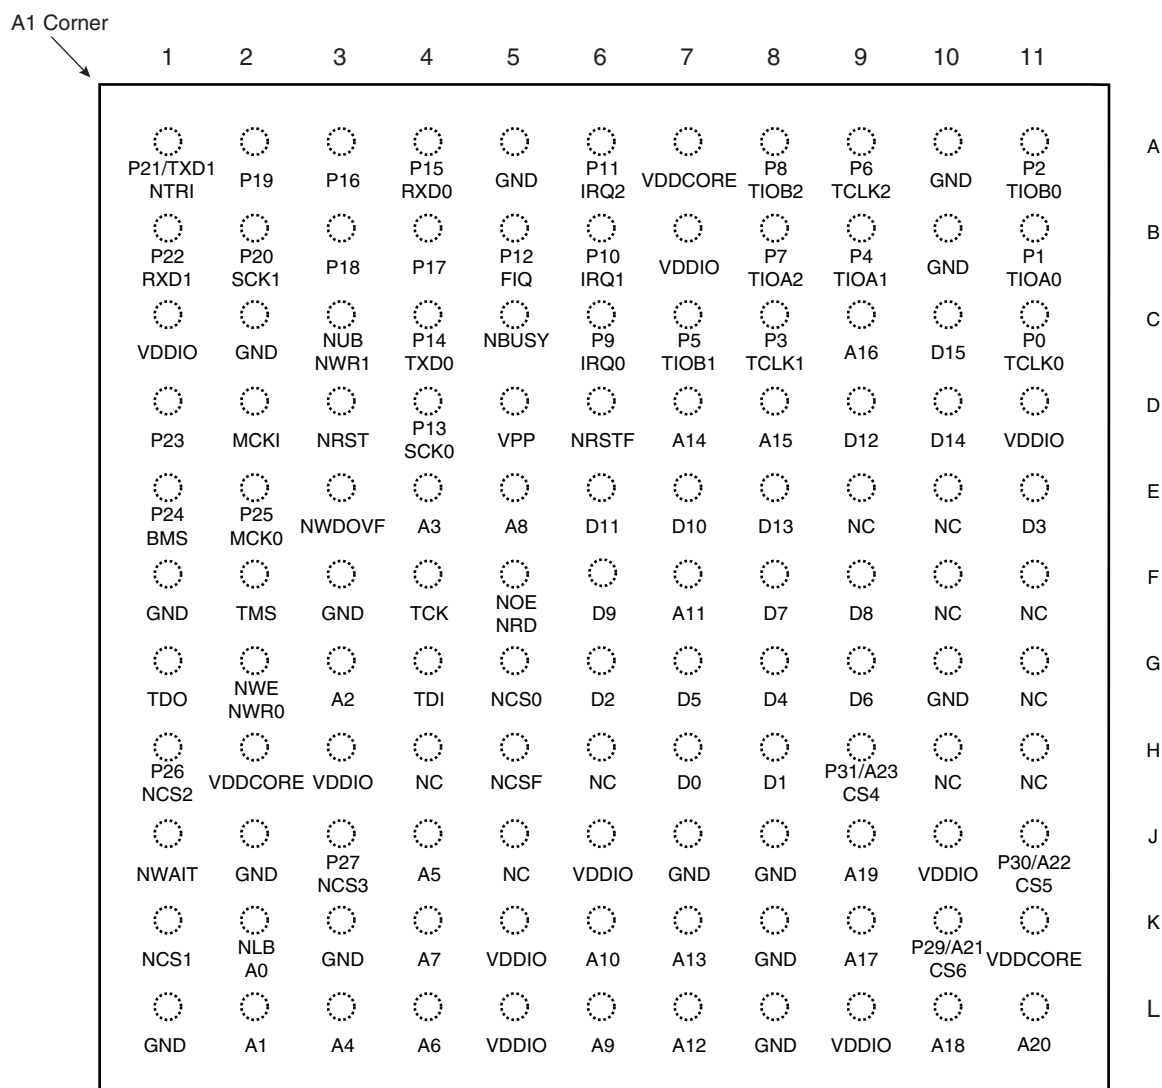 A1 Corner
1 2 3 4 5 6 7 8 9 10 11
A
P21/TXD1 P15 P11 P8 P6 P2
P19 P16 GND VDDCORE GND
NTRI RXD0 IRQ2 TIOB2 TCLK2 TIOB0
B
P22 P20 P12 P10 P7 P4 P1
P18 P17 VDDIO GND
RXD1 SCK1 FIQ IRQ1 TIOA2 TIOA1 TIOA0
C
NUB P14 NBUSY P9 P5 P3 P0
VDDIO GND A16 D15
NWR1 TXD0 IRQ0 TIOB1 TCLK1 TCLK0
D
P13
P23 MCKI NRST VPP NRSTF A14 A15 D12 D14 VDDIO
SCK0
E
P24 P25
NWDOVF A3 A8 D11 D10 D13 NC NC D3
BMS MCK0
F
NOE
GND TMS GND TCK D9 A11 D7 D8 NC NC
NRD
G
NWE
TDO A2 TDI NCS0 D2 D5 D4 D6 GND NC
NWR0
H
P26 P31/A23
VDDCORE VDDIO NC NCSF NC D0 D1 NC NC
NCS2 CS4
J
P27 P30/A22
NWAIT GND A5 NC VDDIO GND GND A19 VDDIO
NCS3 CS5
K
NLB P29/A21
NCS1 GND A7 VDDIO A10 A13 GND A17 VDDCORE
A0 CS6
L
GND A1 A4 A6 VDDIO A9 A12 GND VDDIO A18 A20